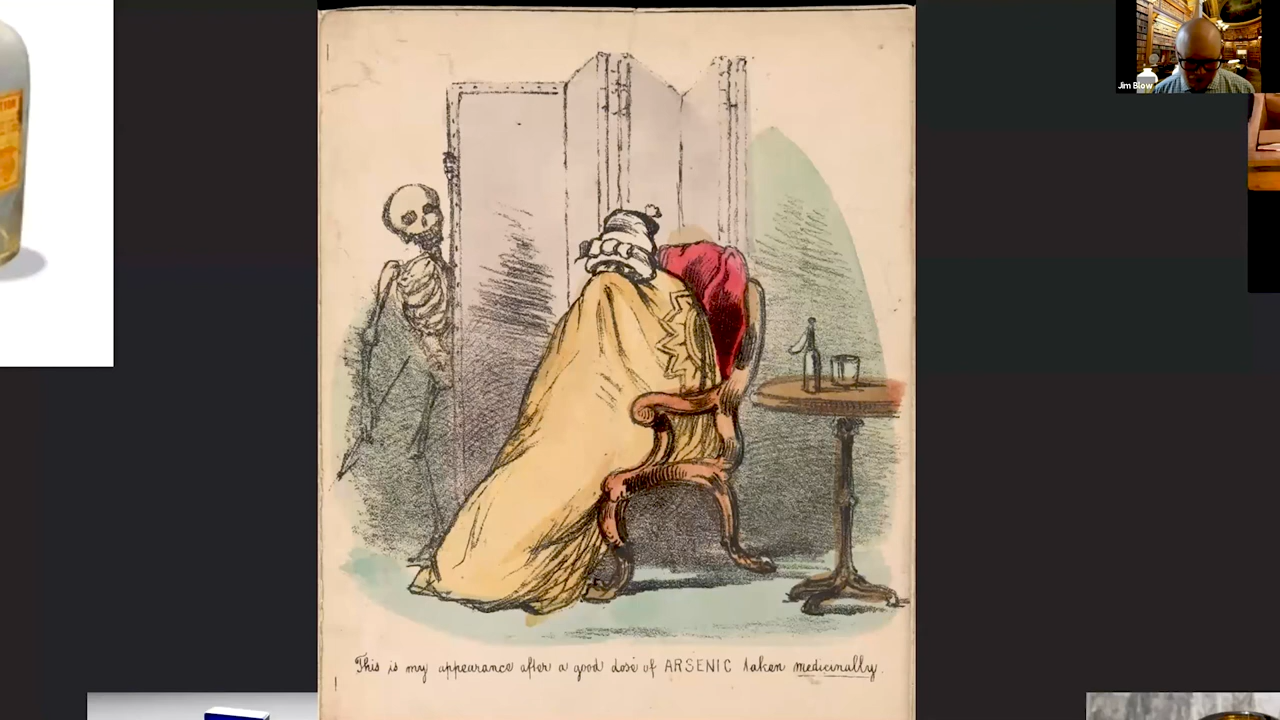 Jim Blow
This is my appearance after a good dose of ARSENIC taken medicinally.